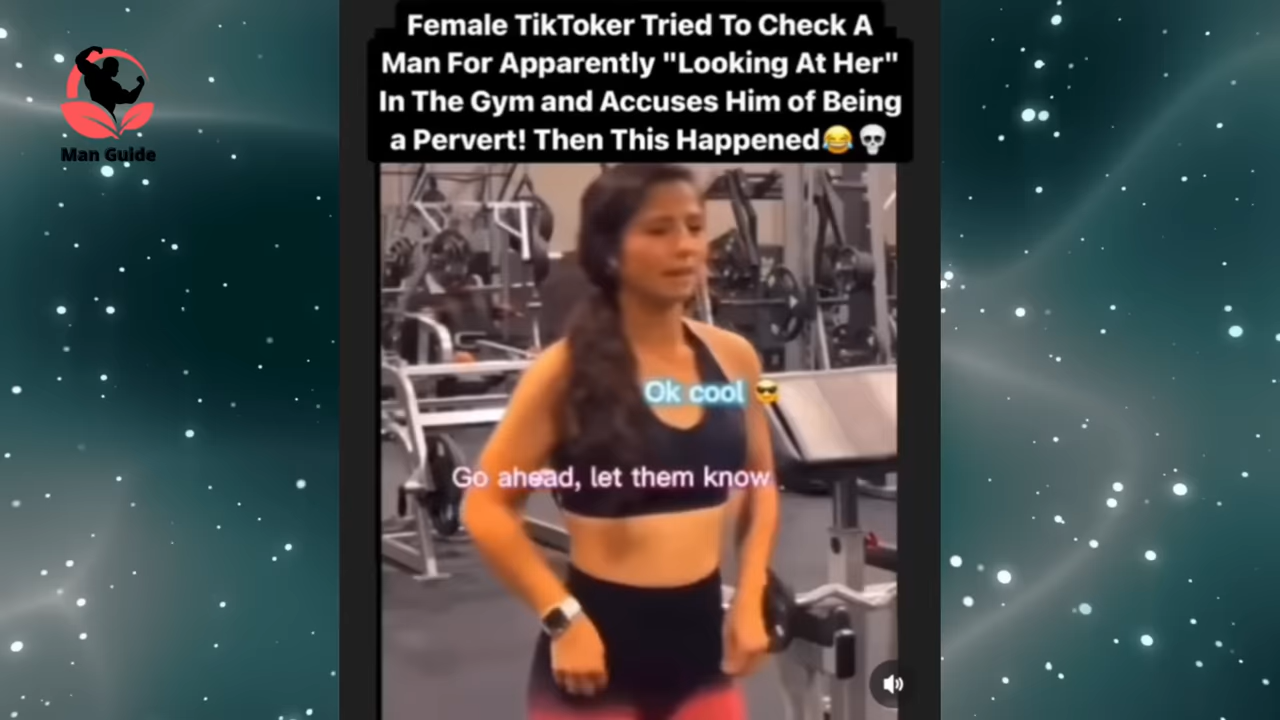 Female TikToker Tried To Check A
Man For Apparently "Looking At Her"
In The Gym and Accuses Him of Being
a Pervert! Then This Happened😂💀
Man Guide
Ok cool 😎
Go ahead, let them know